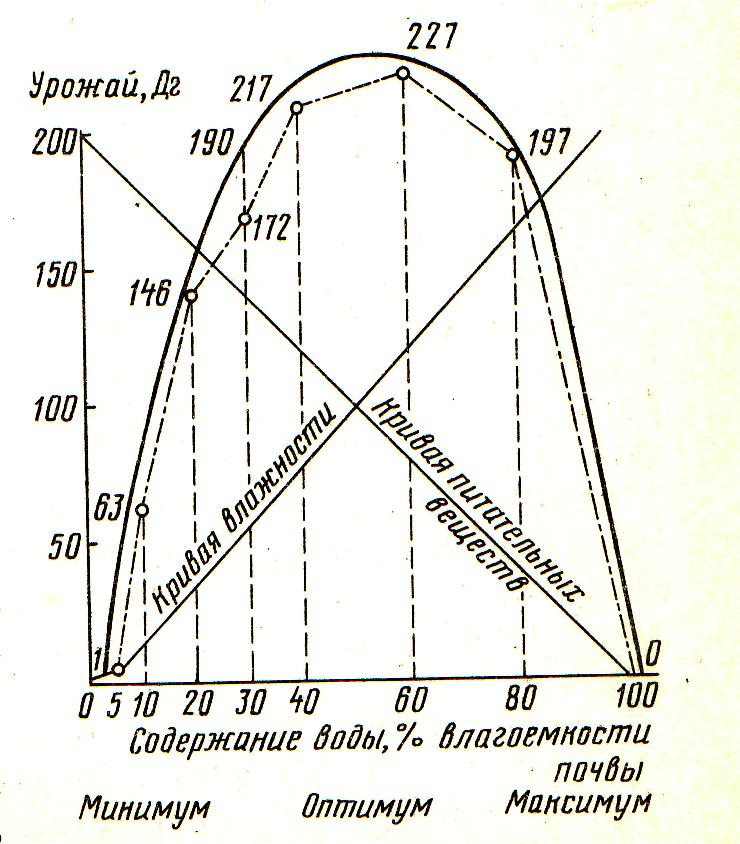 227
Урожай, Дг
217
200
190
197
172
150
146
100
Кривая влажности
Кривая питательных
веществ
63
50
1
0
0 5 10 20 30 40 60 80 100
Содержание воды, % влагоемкости
почвы
Минимум Оптимум Максимум